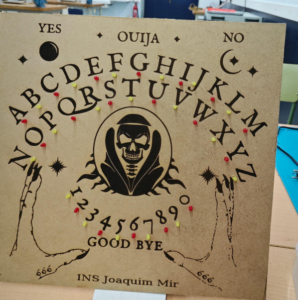 YES OUIJA NO
ABCDEFGHIJKLM
NOPQRSTUVWXYZ
1234567890
GOOD BYE
666 666
INS Joaquim Mir